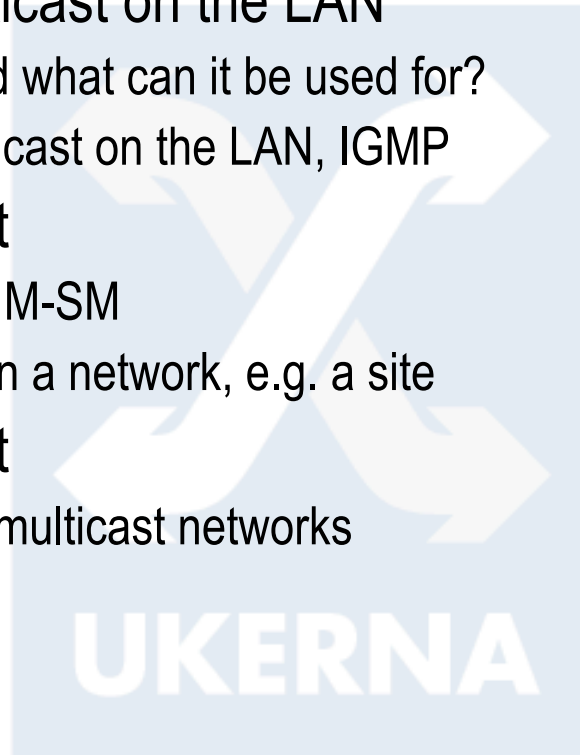 icast on the LAN
d what can it be used for?
cast on the LAN, IGMP
t
M-SM
n a network, e.g. a site
t
multicast networks
UKERNA